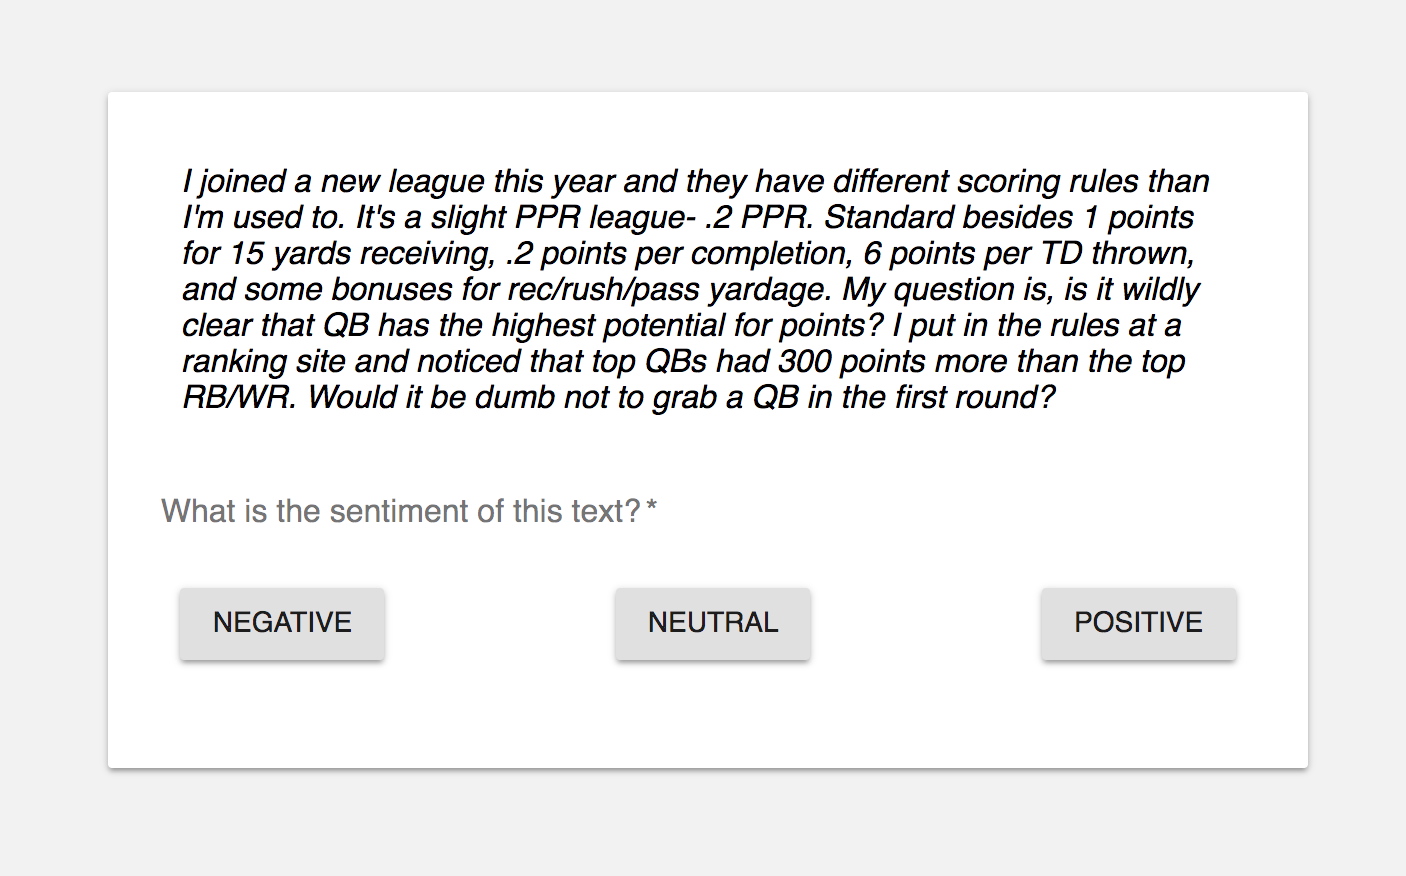 I joined a new league this year and they have different scoring rules than
I'm used to. It's a slight PPR league- .2 PPR. Standard besides 1 points
for 15 yards receiving, .2 points per completion, 6 points per TD thrown,
and some bonuses for rec/rush/pass yardage. My question is, is it wildly
clear that QB has the highest potential for points? I put in the rules at a
ranking site and noticed that top QBs had 300 points more than the top
RB/WR. Would it be dumb not to grab a QB in the first round?
What is the sentiment of this text? *
NEGATIVE NEUTRAL POSITIVE